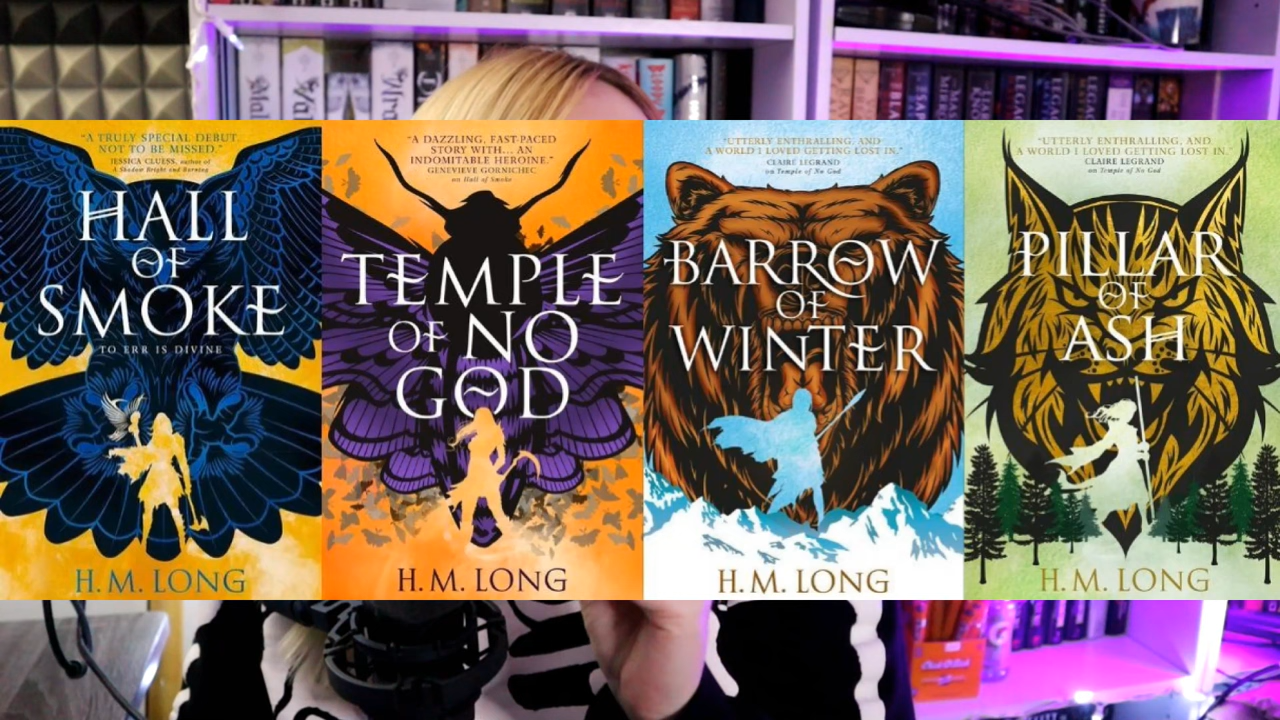 "A TRULY SPECIAL DEBUT.
NOT TO BE MISSED."
JESSICA CLUESS, author of
A Shadow Bright and Burning
HALL
OF
SMOKE
TO ERR IS DIVINE
H. M. LONG
"A DAZZLING, FAST-PACED
STORY WITH... AN
INDOMITABLE HEROINE."
GENEVIEVE GORNICHEC
on Hall of Smoke
TEMPLE
OF NO
GOD
H. M. LONG
"UTTERLY ENTHRALLING, AND
A WORLD I LOVED GETTING LOST IN."
CLAIRE LEGRAND
on Temple of No God
BARROW
OF
WINTER
H. M. LONG
"UTTERLY ENTHRALLING, AND
A WORLD I LOVED GETTING LOST IN."
CLAIRE LEGRAND
on Temple of No God
PILLAR
OF
ASH
H. M. LONG